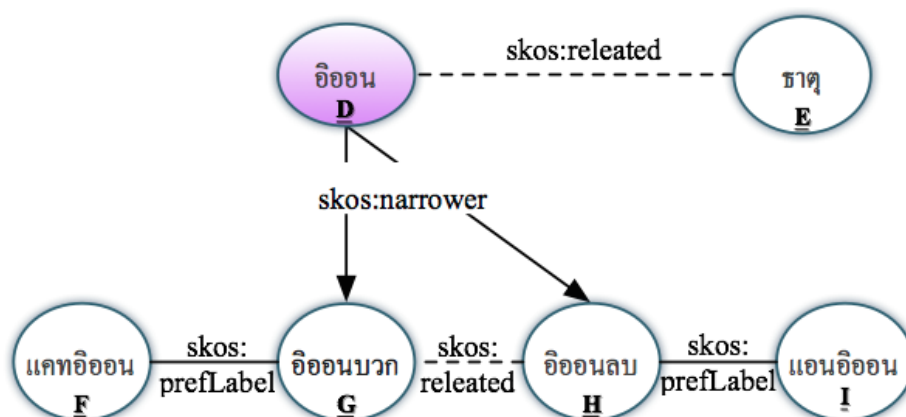 skos:releated
อิออน
D
ธาตุ
E
skos:narrower
แคทอิออน
F
skos:
prefLabel
อิออนบวก
G
skos:
releated
อิออนลบ
H
skos:
prefLabel
แอนอิออน
I